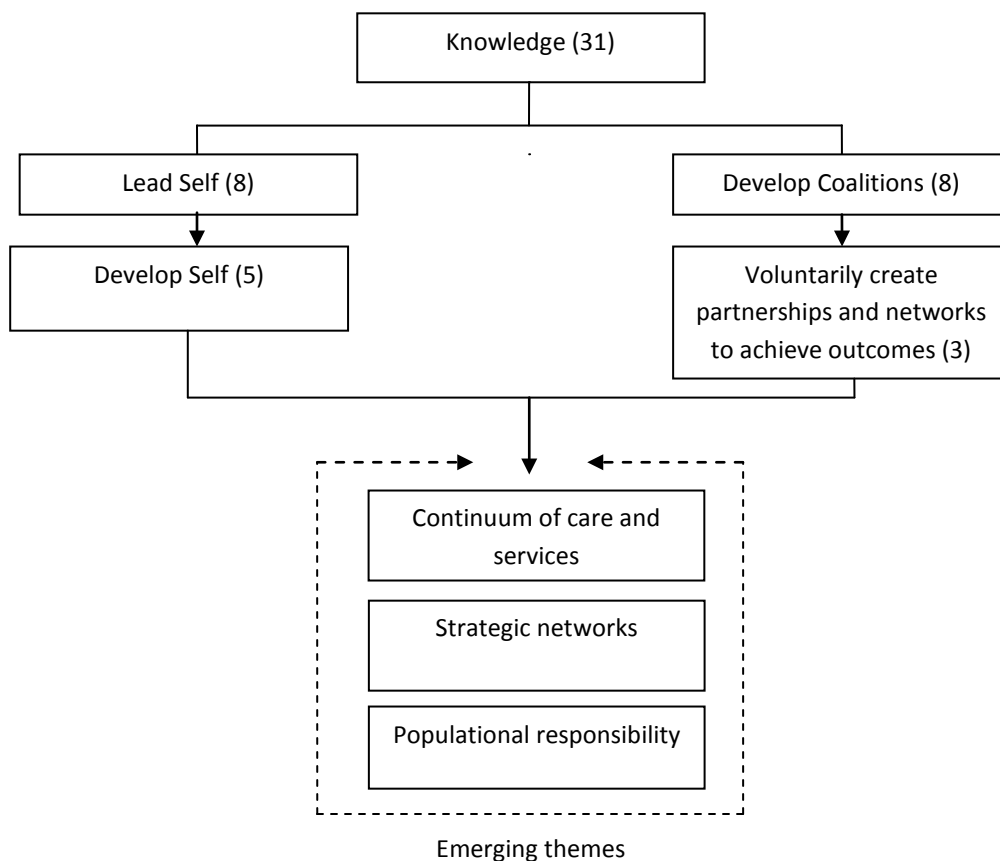 Knowledge (31)
Lead Self (8)
Develop Coalitions (8)
Develop Self (5)
Voluntarily create
partnerships and networks
to achieve outcomes (3)
Continuum of care and
services
Strategic networks
Populational responsibility
Emerging themes